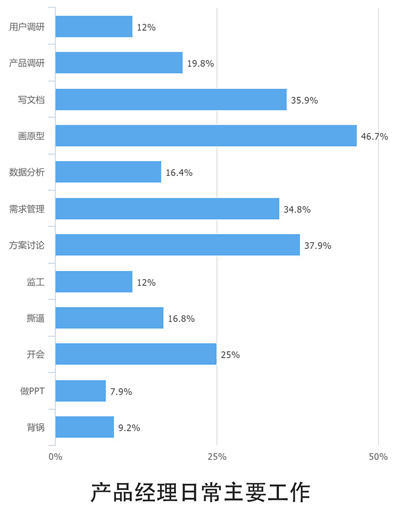 用户调研 12%
产品调研 19.8%
写文档 35.9%
画原型 46.7%
数据分析 16.4%
需求管理 34.8%
方案讨论 37.9%
监工 12%
撕逼 16.8%
开会 25%
做PPT 7.9%
背锅 9.2%
0% 25% 50%
产品经理日常主要工作